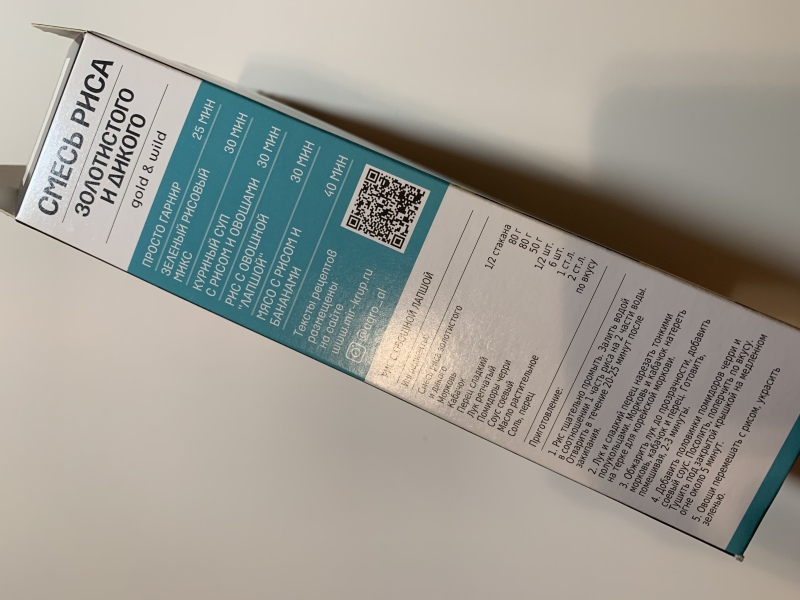 СМЕСЬ РИСА
ЗОЛОТИСТОГО
И ДИКОГО
gold & wild
ПРОСТО ГАРНИР 25 МИН
ЗЕЛЕНЫЙ РИСОВЫЙ
МИКС 30 МИН
КУРИНЫЙ СУП
С РИСОМ И ОВОЩАМИ 30 МИН
РИС С ОВОЩНОЙ
"ЛАПШОЙ" 30 МИН
МЯСО С РИСОМ И
БАНАНАМИ 40 МИН
Тексты рецептов
размещены
на сайте
www.mir-krup.ru
@agro_al
РИС С ОВОЩНОЙ ЛАПШОЙ
Смесь риса золотистого
и дикого 1/2 стакана
Морковь 80 г
Кабачок 80 г
Перец сладкий 50 г
Лук репчатый 1/2 шт.
Помидоры черри 6 шт.
Соус соевый 1 ст.л.
Масло растительное 2 ст.л.
Соль, перец по вкусу
Приготовление:
1. Рис тщательно промыть. Залить водой
в соотношении 1 часть риса на 2 части воды.
Отварить в течение 20-25 минут после
закипания.
2. Лук и сладкий перец нарезать тонкими
полукольцами. Морковь и кабачок натереть
на терке для корейской моркови.
3. Обжарить лук до прозрачности, добавить
морковь, кабачок и перец. Готовить,
помешивая, 2-3 минуты.
4. Добавить половинки помидоров черри и
соевый соус. Посолить, поперчить по вкусу.
Тушить под закрытой крышкой на медленном
огне около 5 минут.
5. Овощи перемешать с рисом, украсить
зеленью.